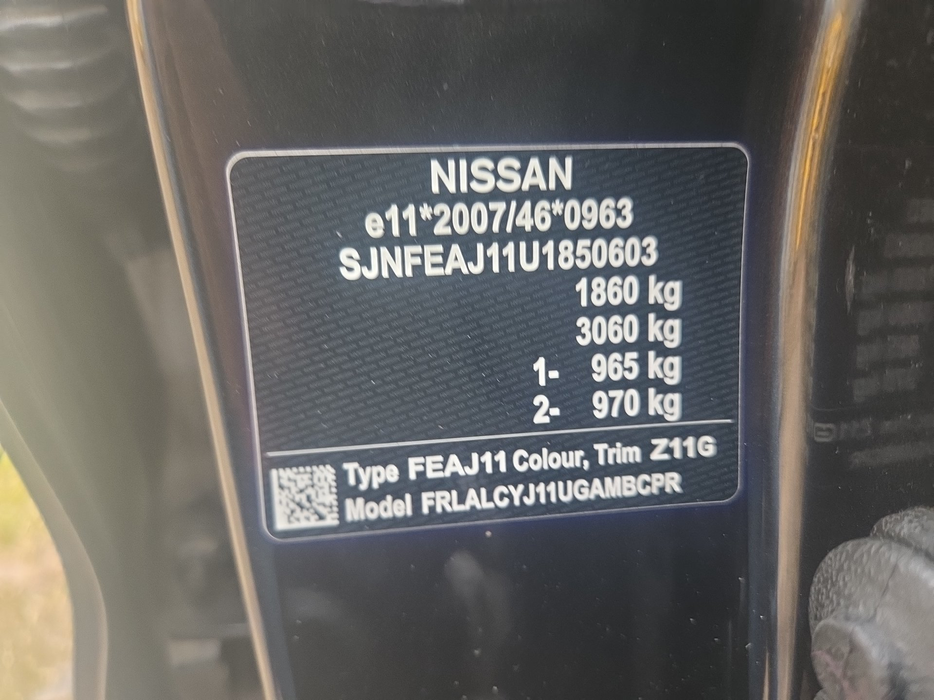 NISSAN
e11*2007/46*0963
SJNFEAJ11U1850603
1860 kg
3060 kg
1- 965 kg
2- 970 kg
Type FEAJ11 Colour, Trim Z11G
Model FRLALCYJ11UGAMBCPR